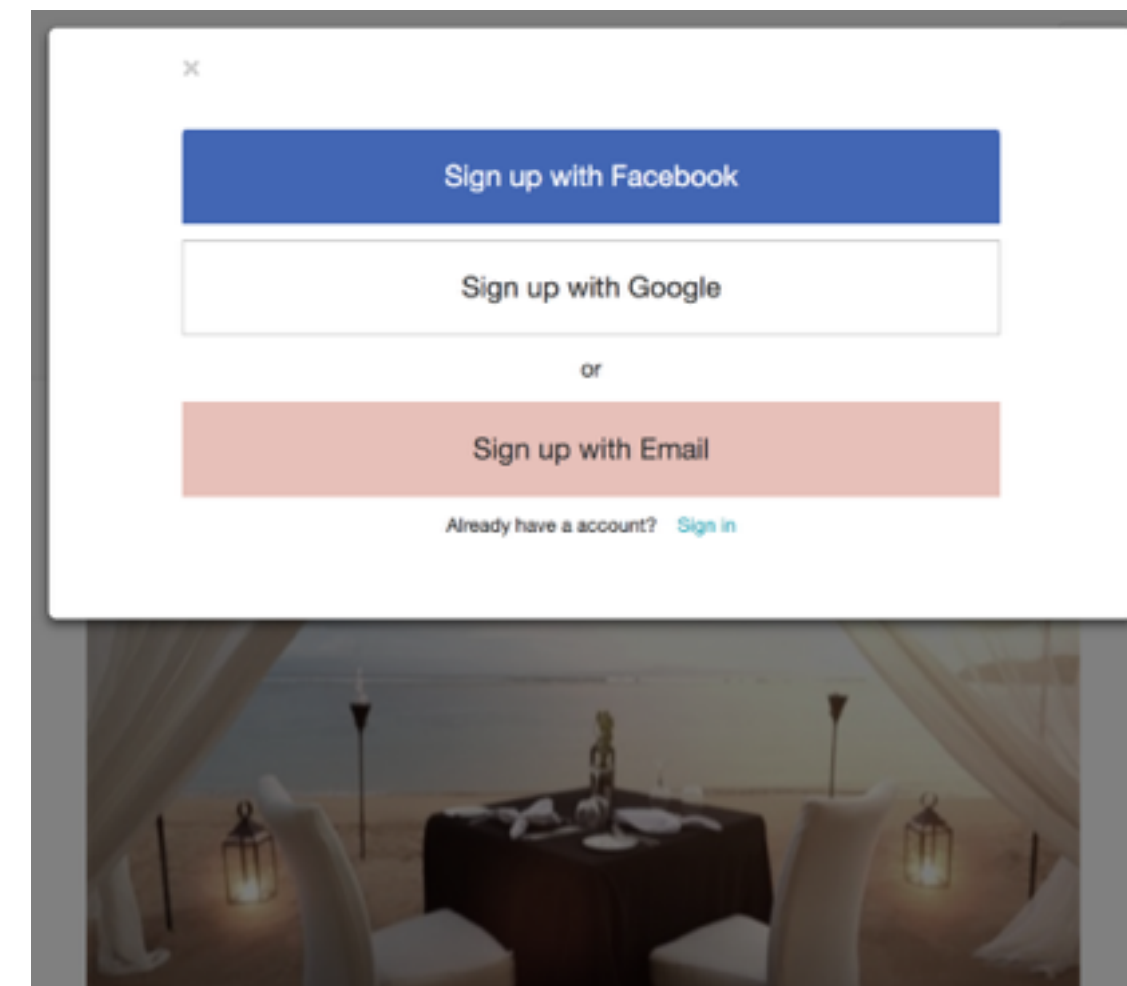 ×
Sign up with Facebook
Sign up with Google
or
Sign up with Email
Already have a account? Sign in